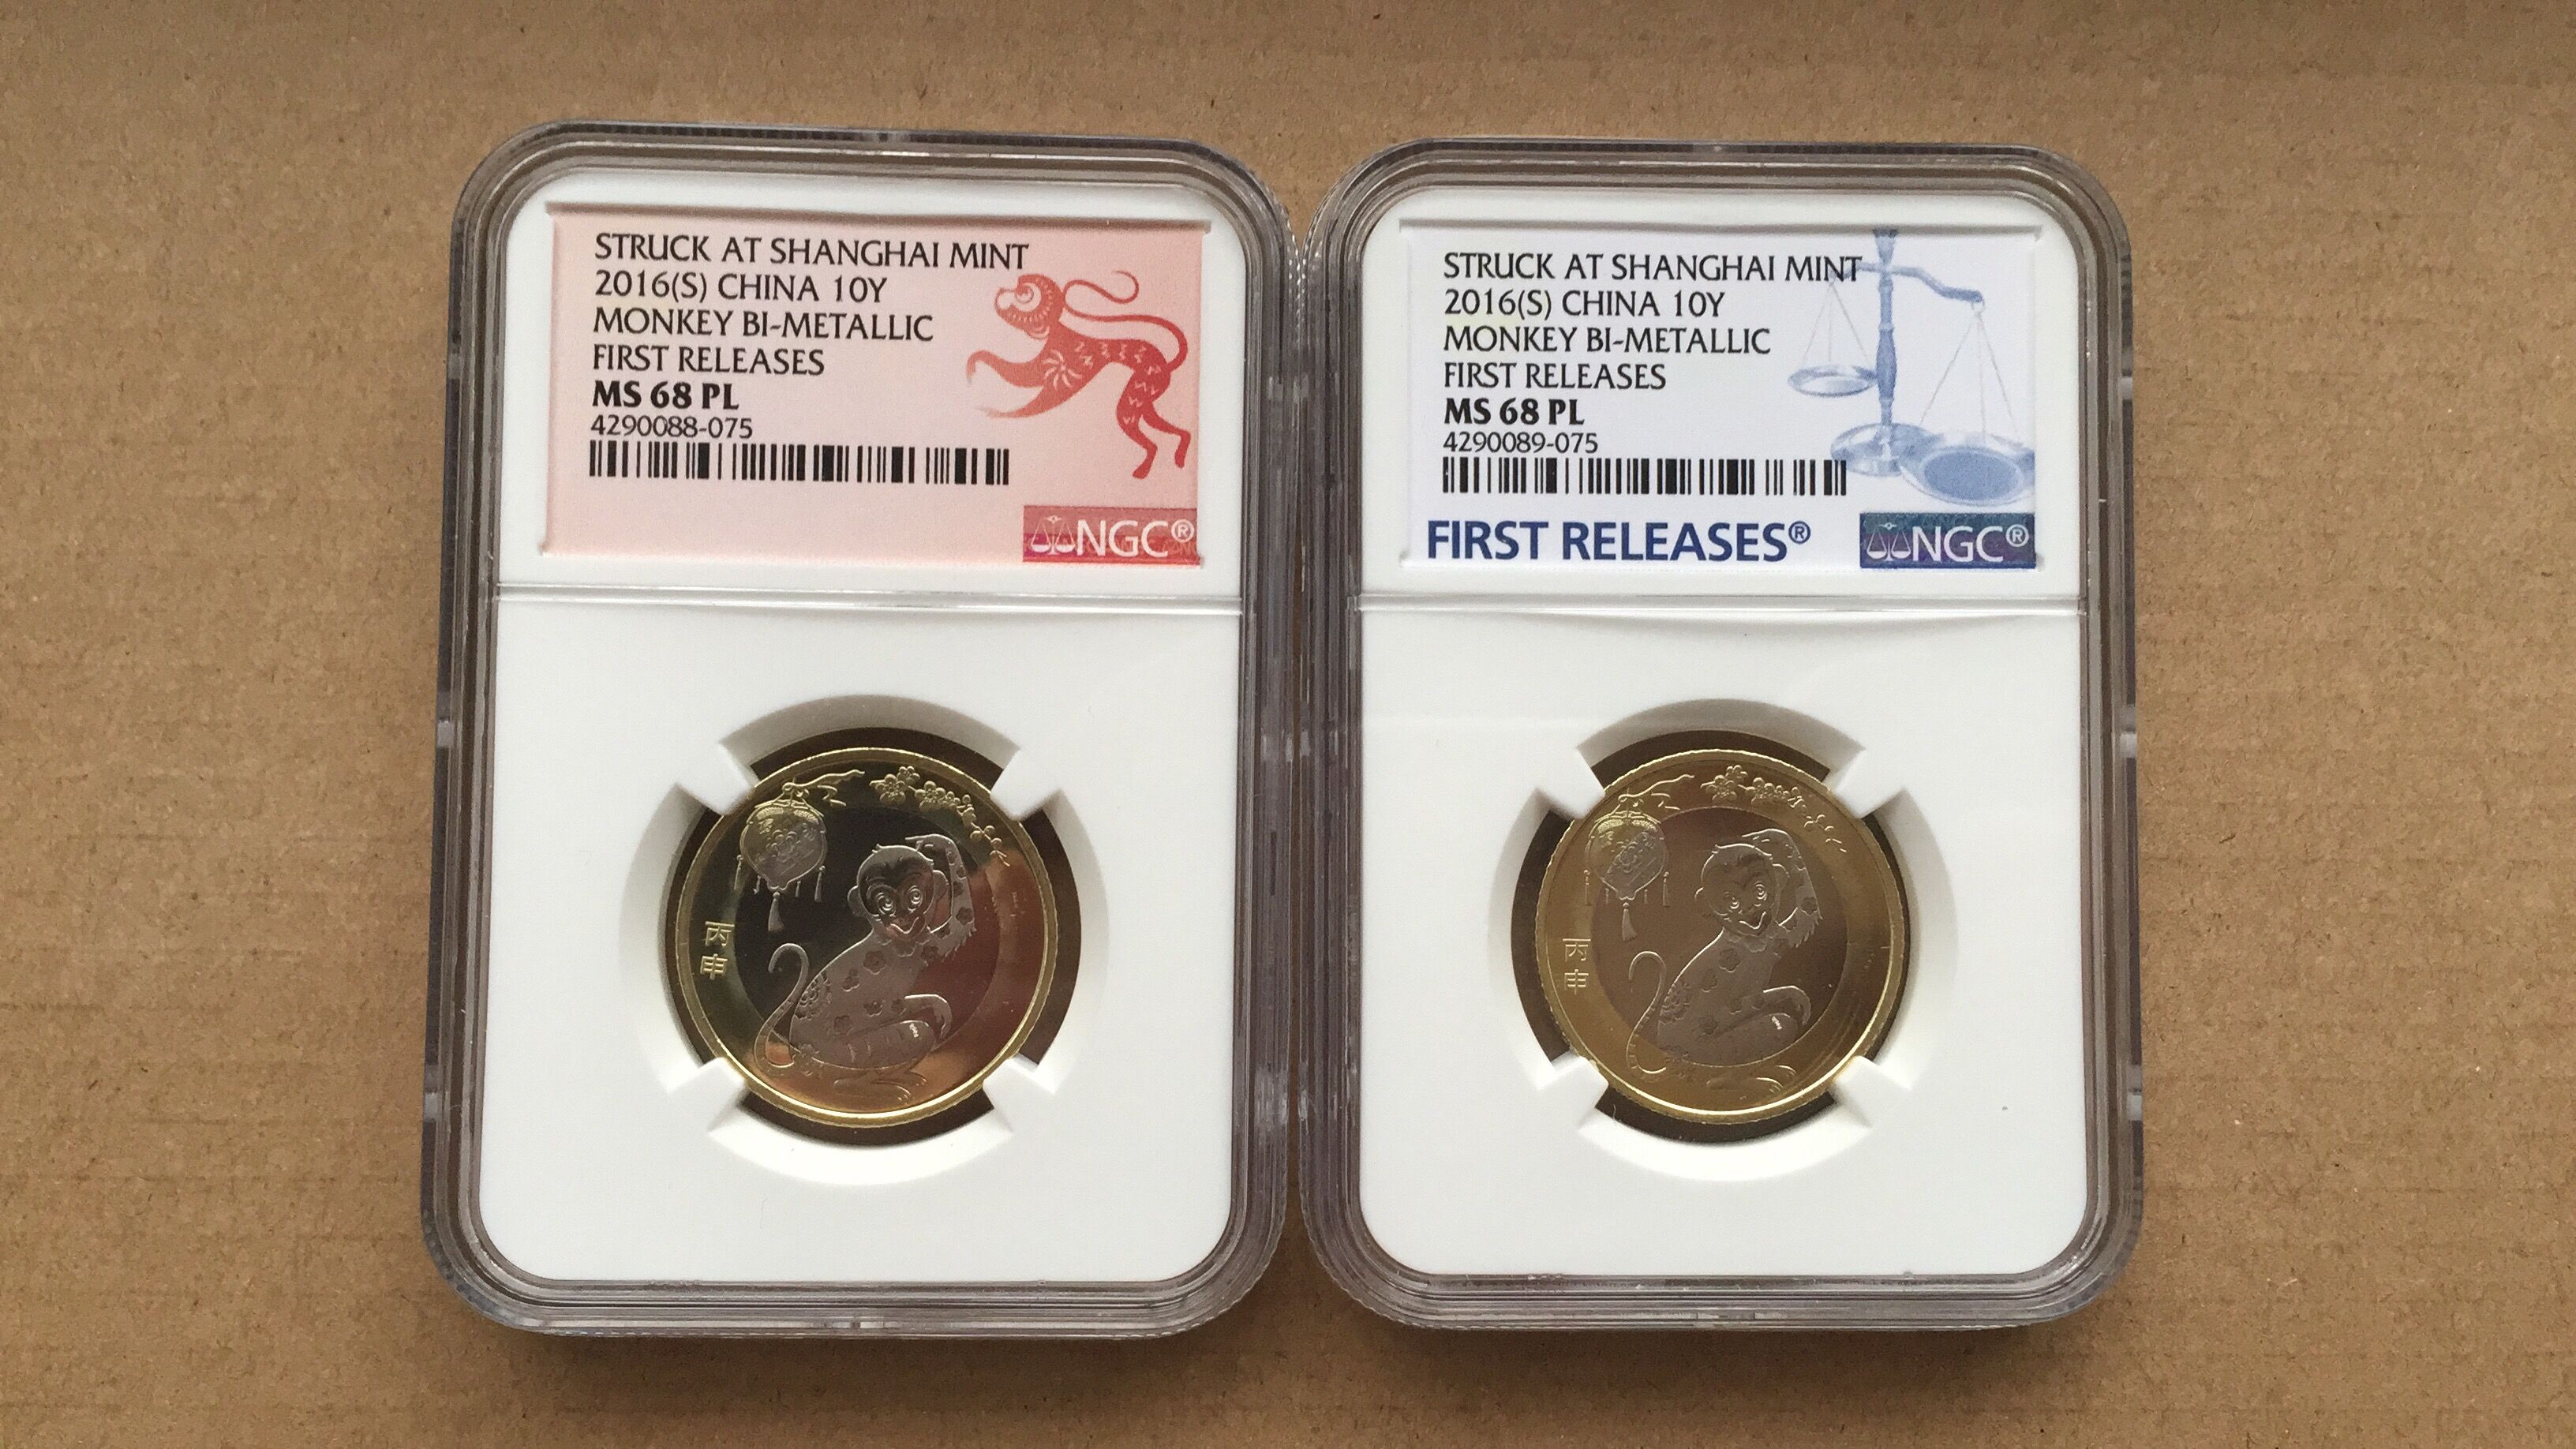 STRUCK AT SHANGHAI MINT
2016(S) CHINA 10Y
MONKEY BI-METALLIC
FIRST RELEASES
MS 68 PL
4290088-075
NGC®
丙
申
STRUCK AT SHANGHAI MINT
2016(S) CHINA 10Y
MONKEY BI-METALLIC
FIRST RELEASES
MS 68 PL
4290089-075
FIRST RELEASES® NGC®
丙
申